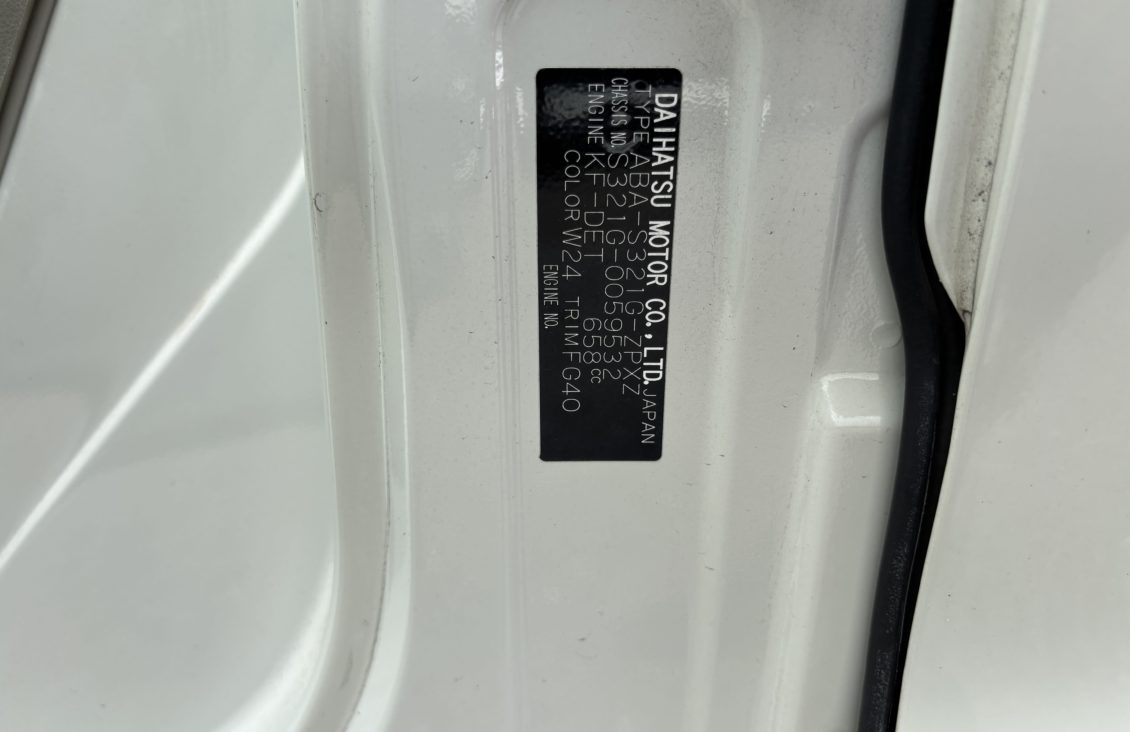 DAIHATSU MOTOR CO., LTD. JAPAN
TYPE ABA-S321G-ZPXZ
CHASSIS NO. S321G-0059532
ENGINE KF-DET 658cc
COLOR W24 TRIM FG40
ENGINE NO.